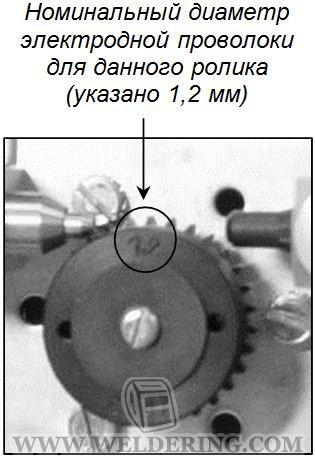 Номинальный диаметр
электродной проволоки
для данного ролика
(указано 1,2 мм)
WWW.WELDERING.COM